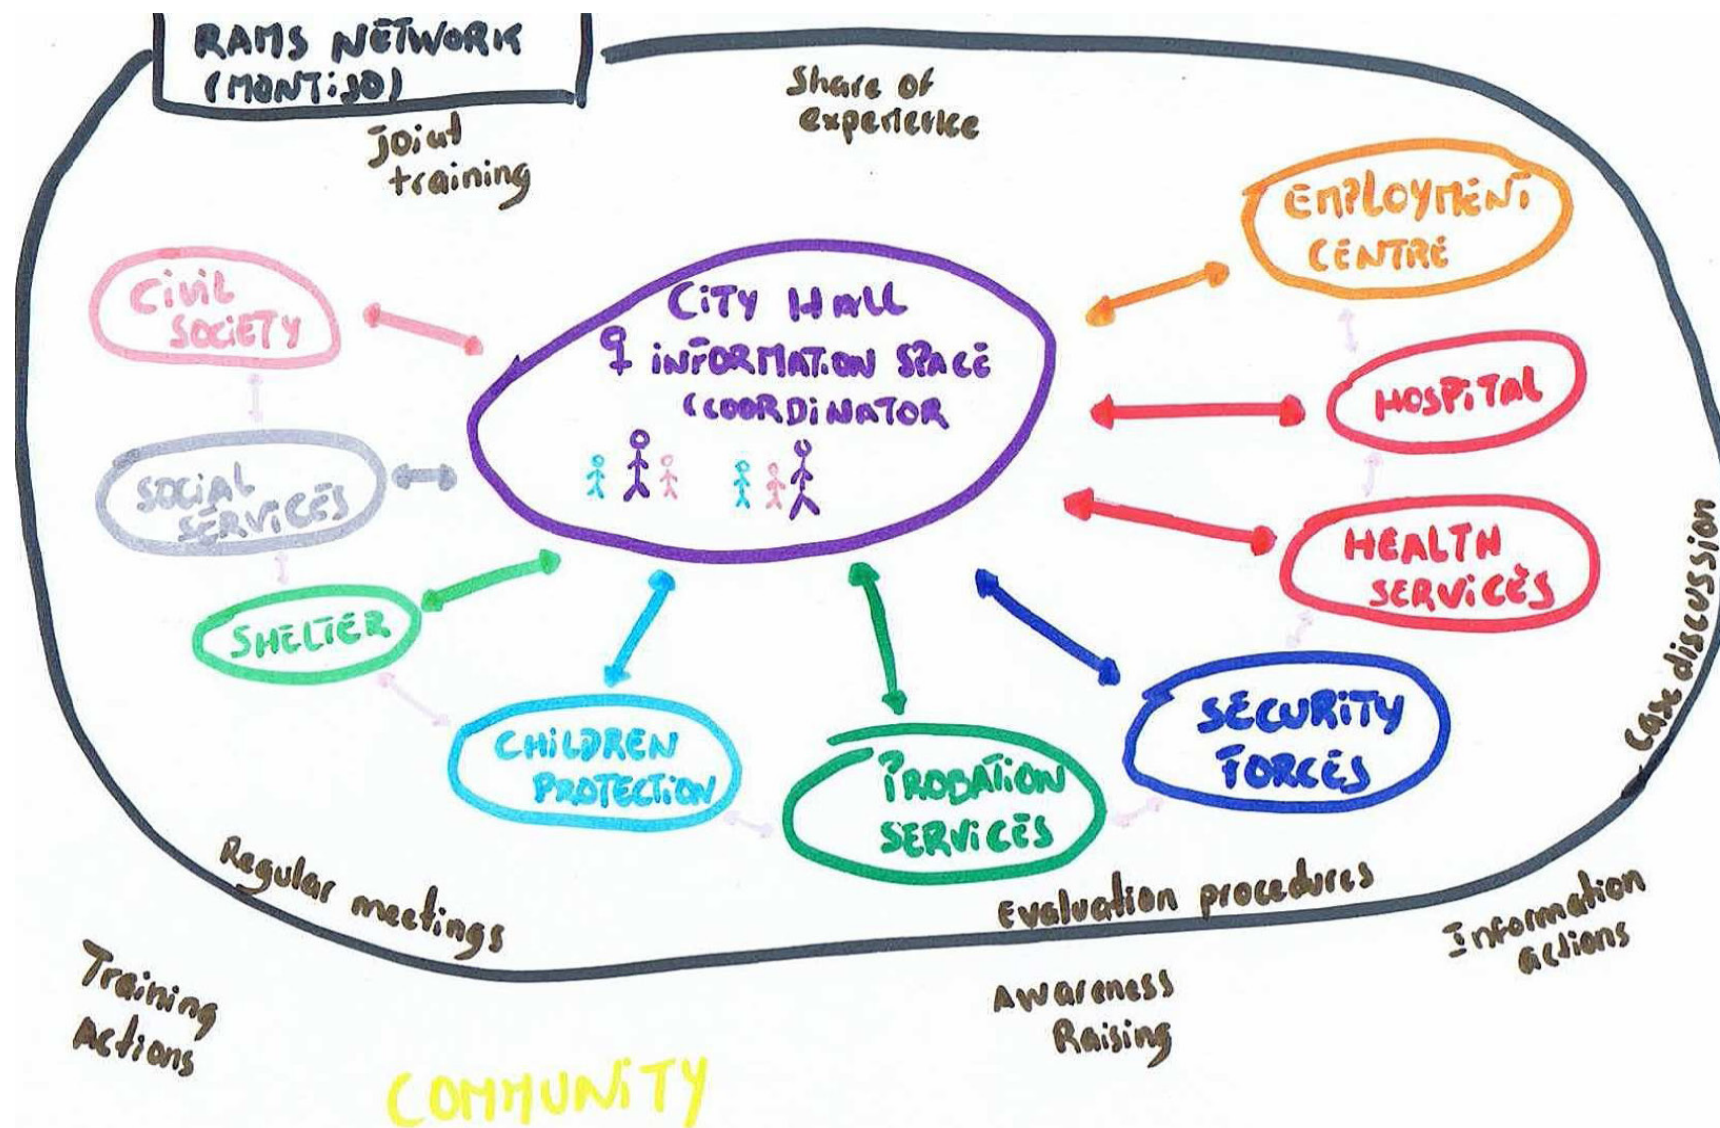 RAMS NETWORK
(MONTiJO)
Joint
training
Share of
experience
EMPLOYMENT
CENTRE
CiViL
SOCiETY
CiTY HALL
INFORMATiON SPACE
(COORDiNATOR
HOSPiTAL
SOCiAL
SERViCES
HEALTH
SERViCES
SHELTER
SECURiTY
FORCES
CHiLDREN
PROTECTiON
PROBATiON
SERViCES
Case discussion
Regular meetings
Evaluation procedures
Information
actions
Training
Actions
Awareness
Raising
COMMUNiTY